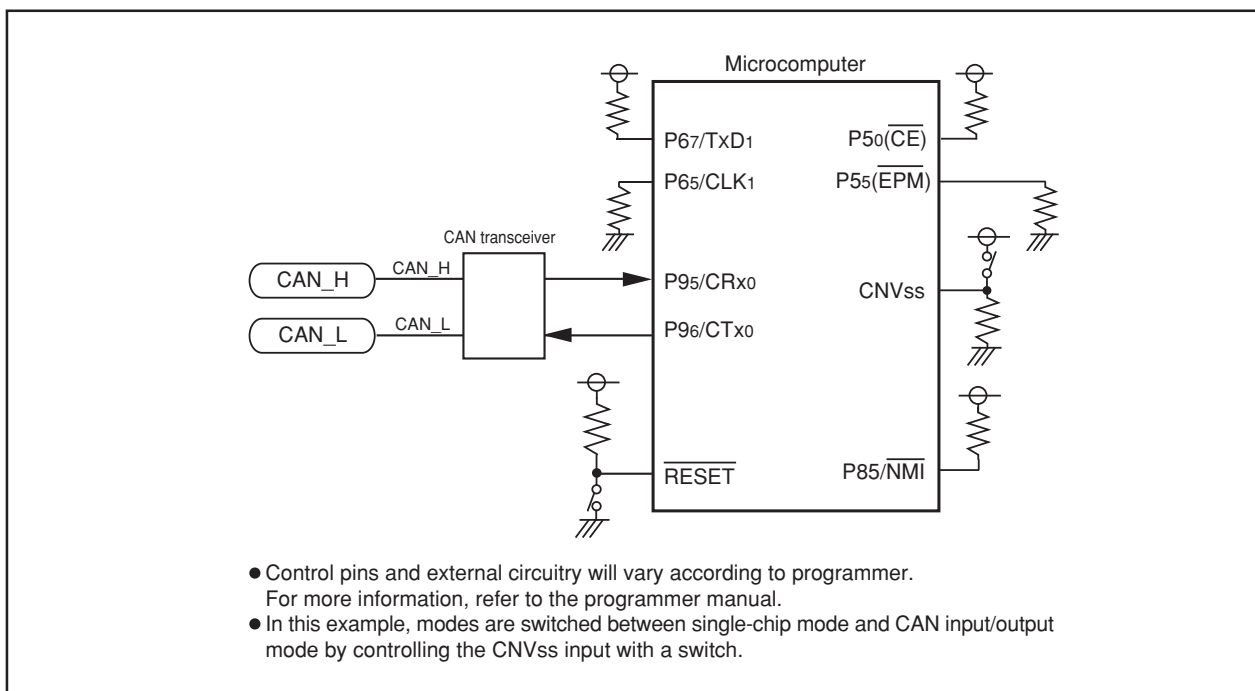 Microcomputer
P67/TxD1
P50(CE)
P65/CLK1
P55(EPM)
CAN transceiver
CAN_H
CAN_H
P95/CRx0
CNVss
CAN_L
CAN_L
P96/CTx0
RESET
P85/NMI
● Control pins and external circuitry will vary according to programmer.
For more information, refer to the programmer manual.
● In this example, modes are switched between single-chip mode and CAN input/output
mode by controlling the CNVss input with a switch.